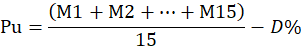 Pu = (M1 + M2 + ⋯ + M15) / 15 − D%